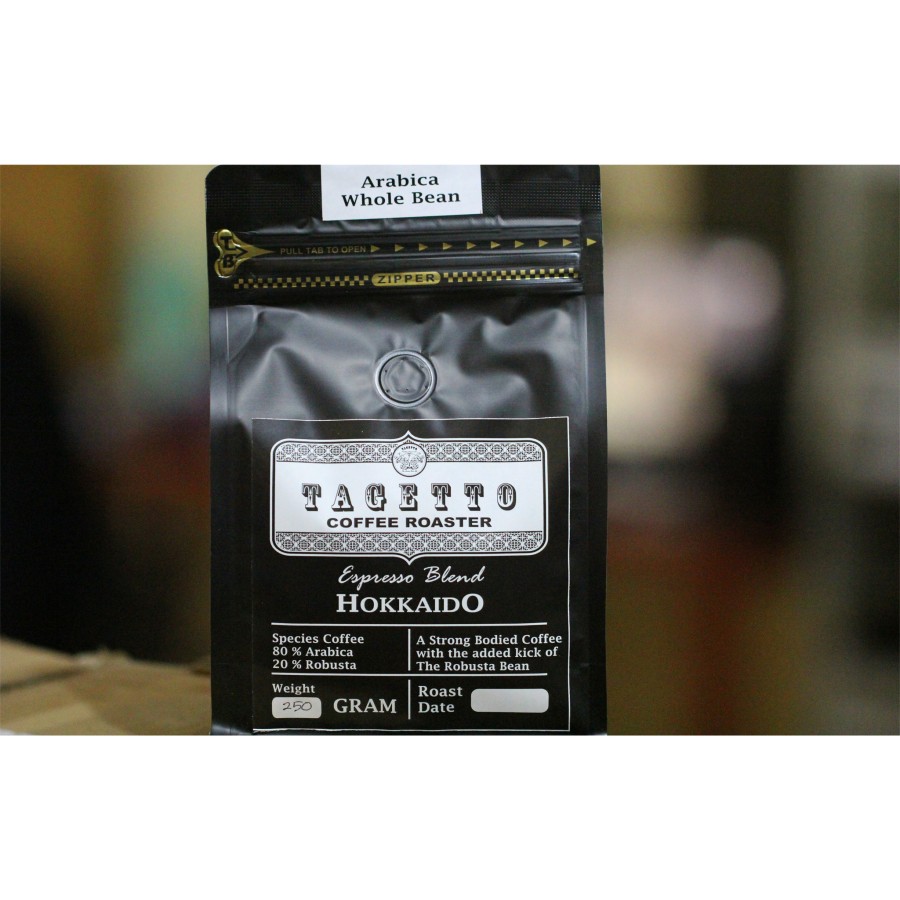 Arabica
Whole Bean
PULL TAB TO OPEN
ZIPPER
TAGETTO
COFFEE ROASTER
Espresso Blend
HOKKAIDO
Species Coffee
80 % Arabica
20 % Robusta
A Strong Bodied Coffee
with the added kick of
The Robusta Bean
Weight
250 GRAM
Roast
Date